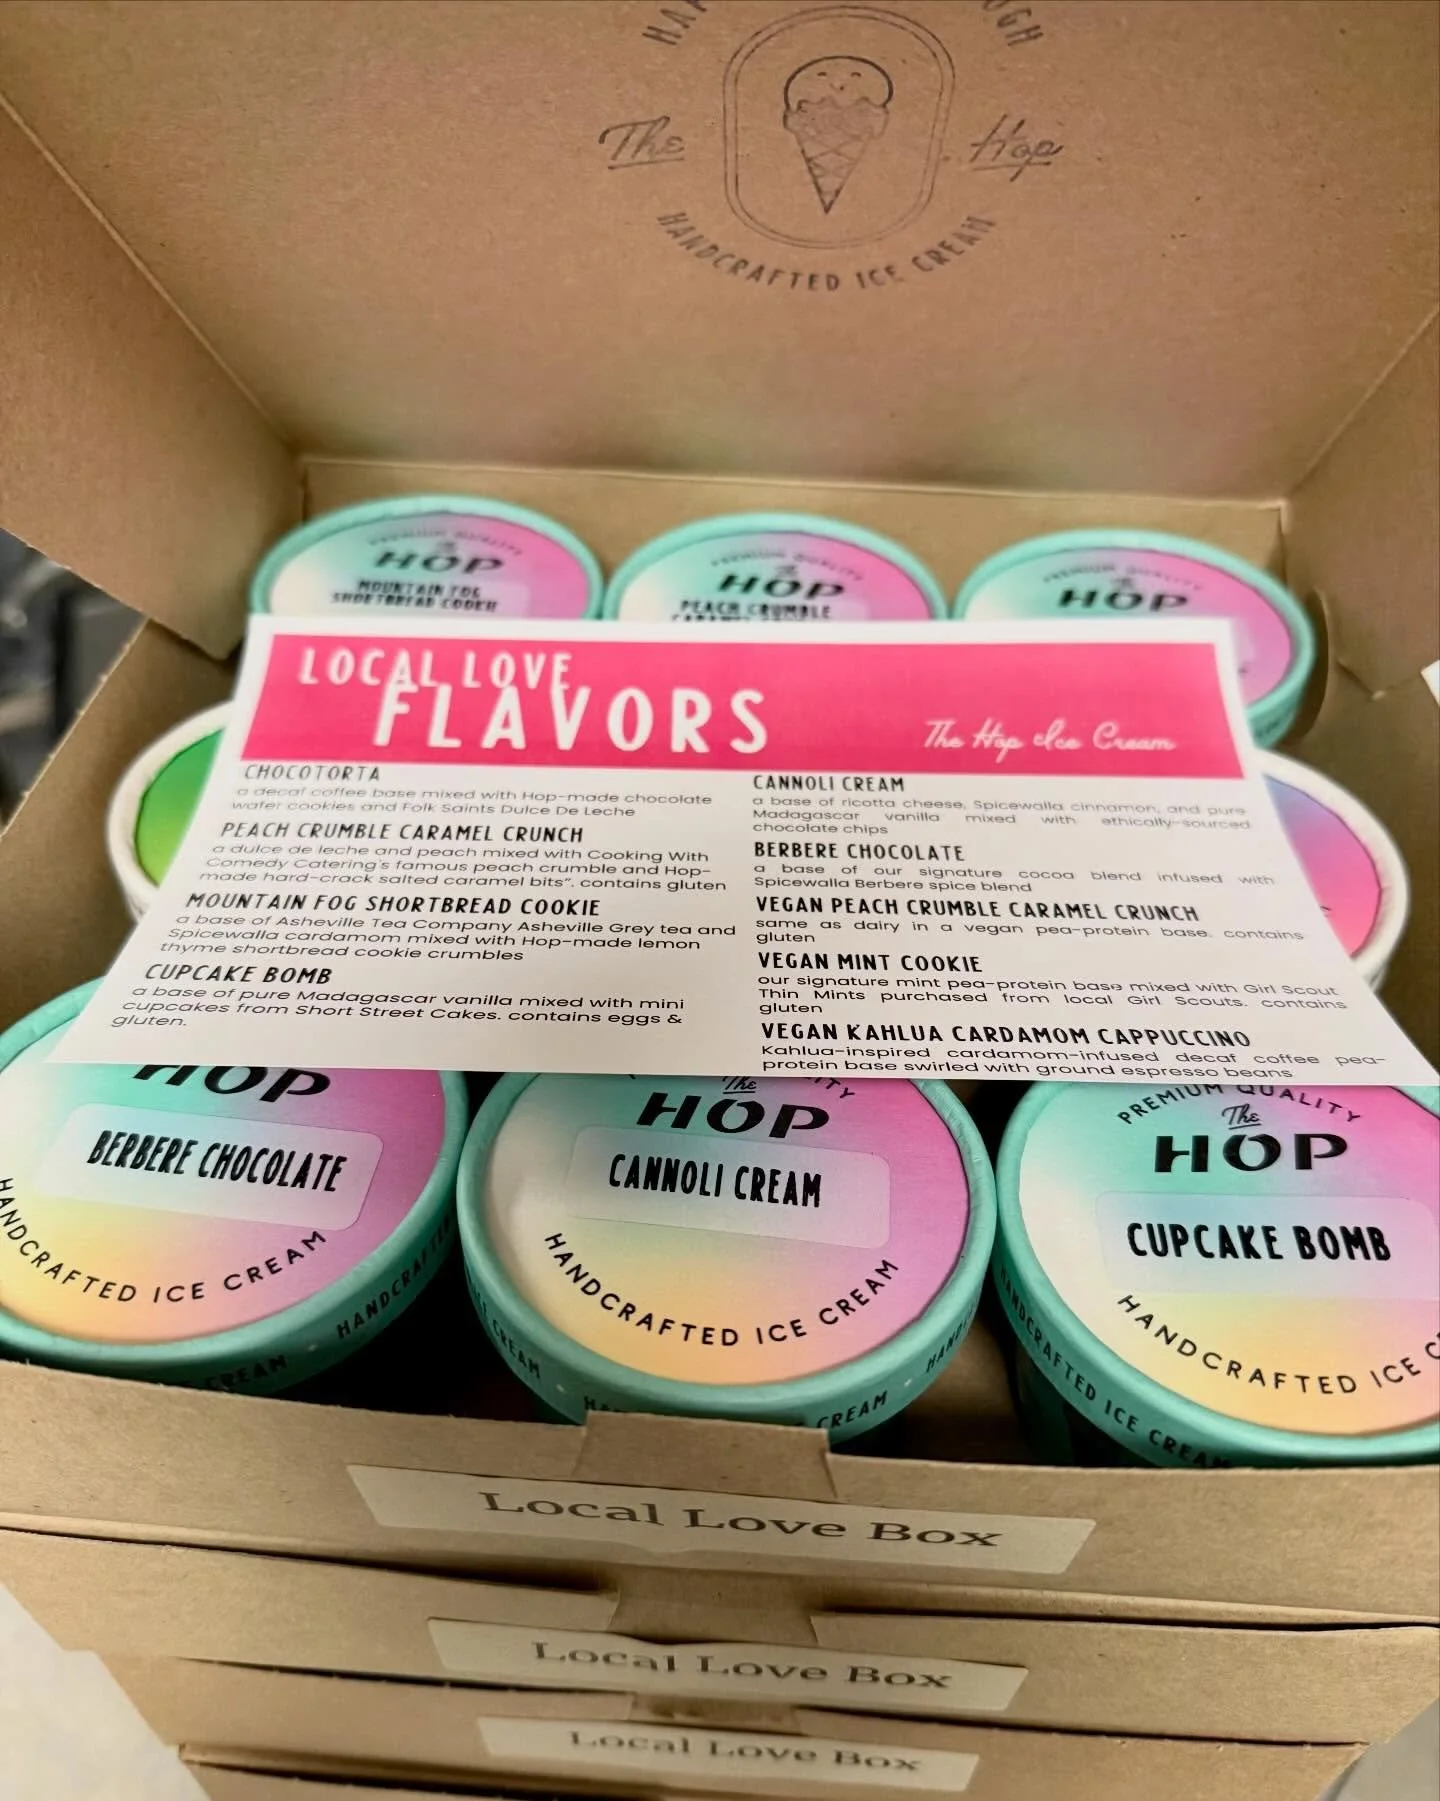 The Hop
HANDCRAFTED ICE CREAM
PREMIUM QUALITY
The
HOP
MOUNTAIN FOG
SHORTBREAD COOKIE
PREMIUM QUALITY
The
HOP
PEACH CRUMBLE
PREMIUM QUALITY
The
HOP
LOCAL LOVE
FLAVORS
The Hop Ice Cream
CHOCOTORTA
a decaf coffee base mixed with Hop-made chocolate
wafer cookies and Folk Saints Dulce De Leche
PEACH CRUMBLE CARAMEL CRUNCH
a dulce de leche and peach mixed with Cooking With
Comedy Catering's famous peach crumble and Hop-
made hard-crack salted caramel bits". contains gluten
MOUNTAIN FOG SHORTBREAD COOKIE
a base of Asheville Tea Company Asheville Grey tea and
Spicewalla cardamom mixed with Hop-made lemon
thyme shortbread cookie crumbles
CUPCAKE BOMB
a base of pure Madagascar vanilla mixed with mini
cupcakes from Short Street Cakes. contains eggs &
gluten.
CANNOLI CREAM
a base of ricotta cheese, Spicewalla cinnamon, and pure
Madagascar vanilla mixed with ethically-sourced
chocolate chips
BERBERE CHOCOLATE
a base of our signature cocoa blend infused with
Spicewalla Berbere spice blend
VEGAN PEACH CRUMBLE CARAMEL CRUNCH
same as dairy in a vegan pea-protein base. contains
gluten
VEGAN MINT COOKIE
our signature mint pea-protein base mixed with Girl Scout
Thin Mints purchased from local Girl Scouts. contains
gluten
VEGAN KAHLUA CARDAMOM CAPPUCCINO
Kahlua-inspired cardamom-infused decaf coffee pea-
protein base swirled with ground espresso beans
HOP
BERBERE CHOCOLATE
HANDCRAFTED ICE CREAM
The
HOP
CANNOLI CREAM
HANDCRAFTED ICE CREAM
PREMIUM QUALITY
The
HOP
CUPCAKE BOMB
HANDCRAFTED ICE
Local Love Box
Local Love Box
Local Love Box